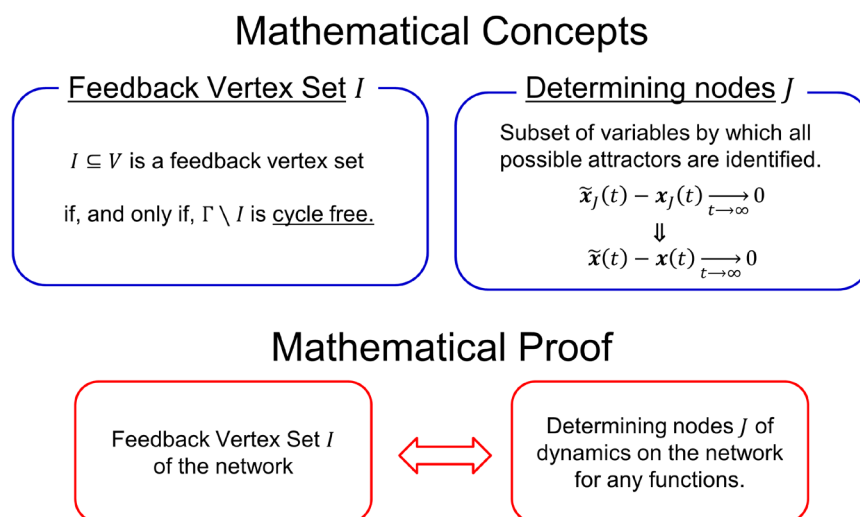 Mathematical Concepts
Feedback Vertex Set I
I ⊆ V is a feedback vertex set
if, and only if, Γ \ I is cycle free.
Determining nodes J
Subset of variables by which all
possible attractors are identified.
x̃_J(t) − x_J(t) ⟶_{t→∞} 0
⇓
x̃(t) − x(t) ⟶_{t→∞} 0
Mathematical Proof
Feedback Vertex Set I
of the network
Determining nodes J of
dynamics on the network
for any functions.